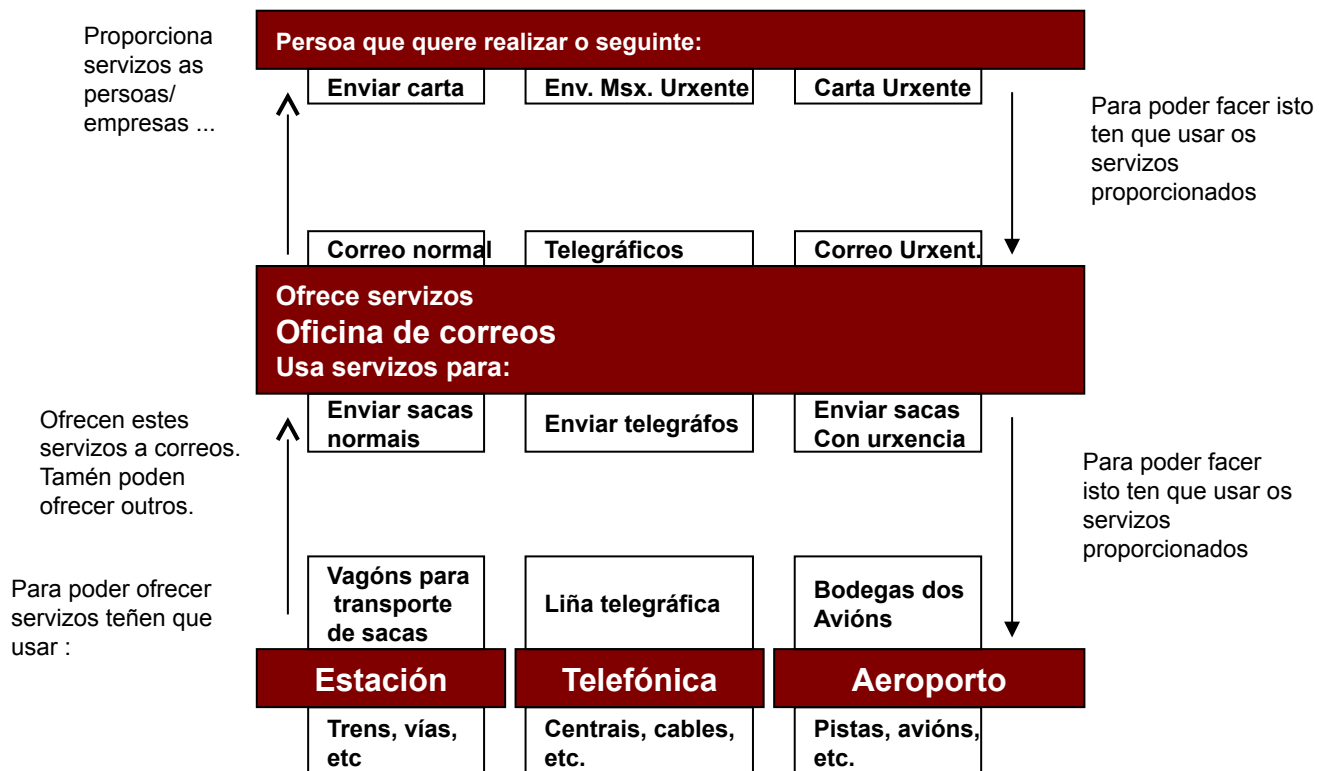 Proporciona
servizos as
persoas/
empresas ...
Persoa que quere realizar o seguinte:
Enviar carta
Env. Msx. Urxente
Carta Urxente
Para poder facer isto
ten que usar os
servizos
proporcionados
Correo normal
Telegráficos
Correo Urxent.
Ofrece servizos
Oficina de correos
Usa servizos para:
Enviar sacas
normais
Enviar telegráfos
Enviar sacas
Con urxencia
Ofrecen estes
servizos a correos.
Tamén poden
ofrecer outros.
Para poder facer
isto ten que usar os
servizos
proporcionados
Para poder ofrecer
servizos teñen que
usar :
Vagóns para
transporte
de sacas
Liña telegráfica
Bodegas dos
Avións
Estación
Telefónica
Aeroporto
Trens, vías,
etc
Centrais, cables,
etc.
Pistas, avións,
etc.